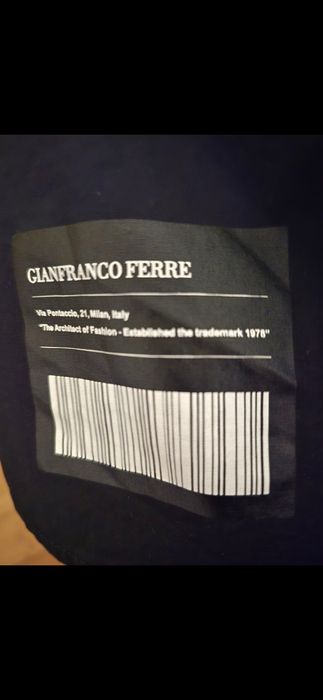 GIANFRANCO FERRE
Via Pontaccio, 21, Milan, Italy
"The Architect of Fashion - Established the trademark 1978"